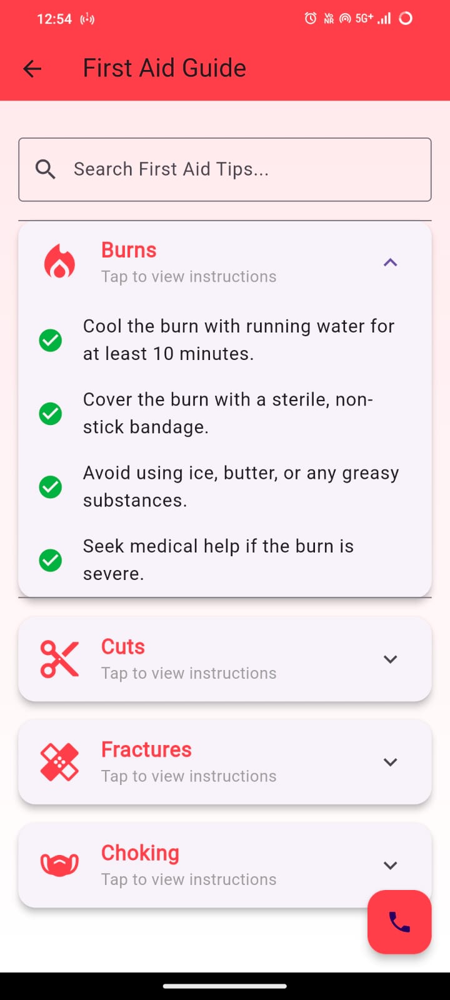 12:54
VO
NR
5G+
First Aid Guide
Search First Aid Tips...
Burns
Tap to view instructions
Cool the burn with running water for
at least 10 minutes.
Cover the burn with a sterile, non-
stick bandage.
Avoid using ice, butter, or any greasy
substances.
Seek medical help if the burn is
severe.
Cuts
Tap to view instructions
Fractures
Tap to view instructions
Choking
Tap to view instructions